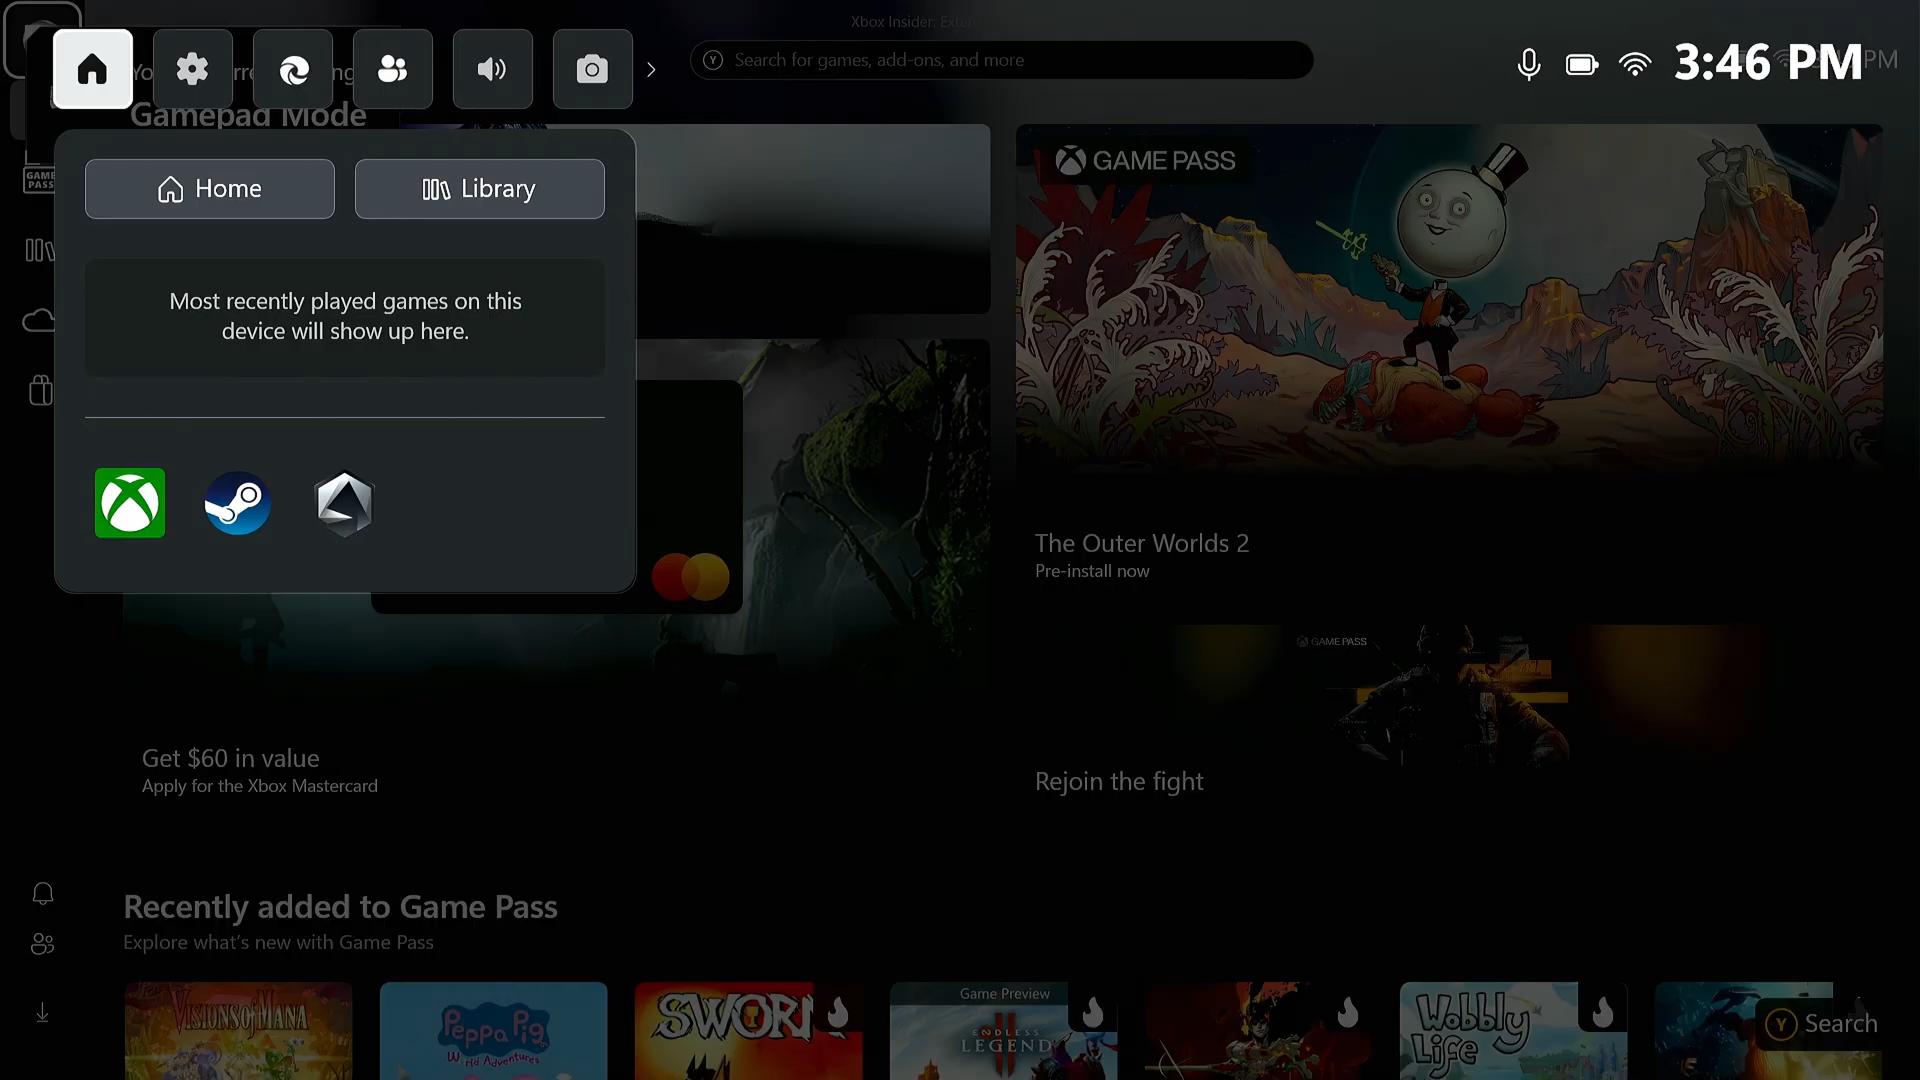 Xbox Insider:
Search for games, add-ons, and more
3:46 PM
PM
Gamepad Mode
GAME
PASS
Home
Library
GAME PASS
Most recently played games on this
device will show up here.
The Outer Worlds 2
Pre-install now
GAME PASS
Get $60 in value
Apply for the Xbox Mastercard
Rejoin the fight
Recently added to Game Pass
Explore what's new with Game Pass
VISIONS of MANA
Peppa Pig
World Adventures
SWORN
Game Preview
ENDLESS
LEGEND
II
Wobbly
Life
Y Search